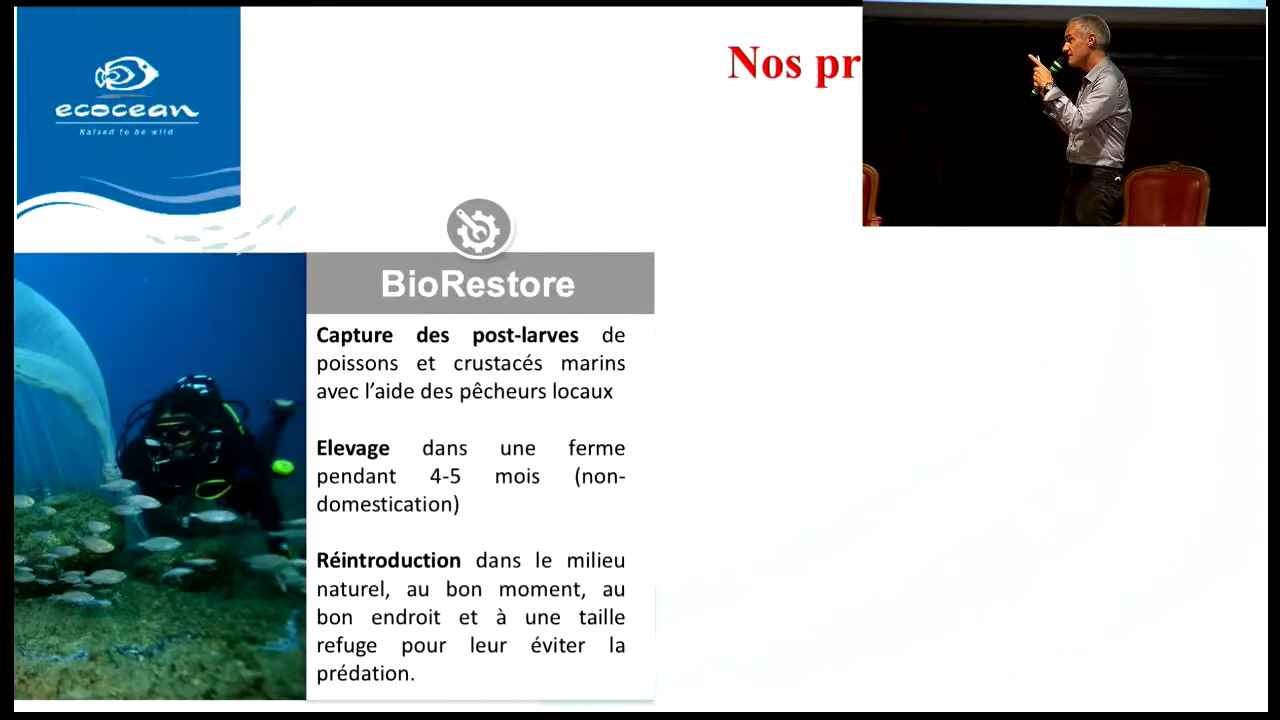 ecocean
Raised to be wild
Nos pr
BioRestore
Capture des post-larves de
poissons et crustacés marins
avec l'aide des pêcheurs locaux
Elevage dans une ferme
pendant 4-5 mois (non-
domestication)
Réintroduction dans le milieu
naturel, au bon moment, au
bon endroit et à une taille
refuge pour leur éviter la
prédation.